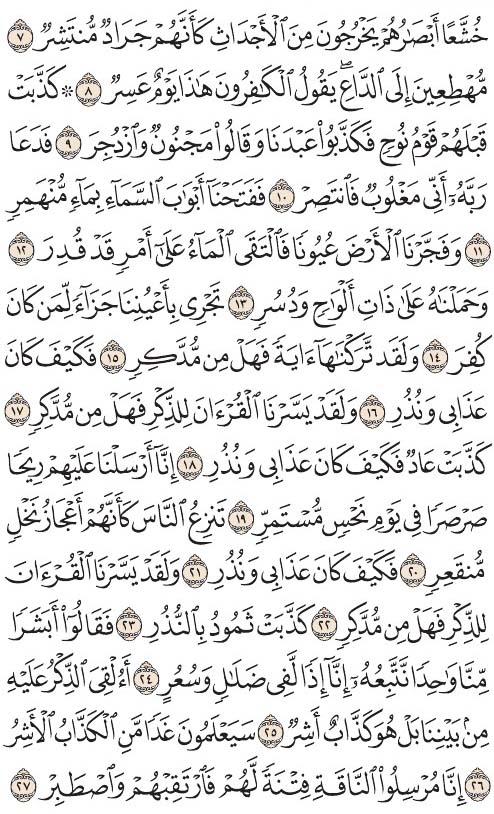 خُشَّعًا أَبْصَٰرُهُمْ يَخْرُجُونَ مِنَ ٱلْأَجْدَاثِ كَأَنَّهُمْ جَرَادٌ مُّنتَشِرٌ ٧
مُّهْطِعِينَ إِلَى ٱلدَّاعِ ۖ يَقُولُ ٱلْكَٰفِرُونَ هَٰذَا يَوْمٌ عَسِرٌ ٨ ۞ كَذَّبَتْ
قَبْلَهُمْ قَوْمُ نُوحٍ فَكَذَّبُوا۟ عَبْدَنَا وَقَالُوا۟ مَجْنُونٌ وَٱزْدُجِرَ ٩ فَدَعَا
رَبَّهُۥٓ أَنِّى مَغْلُوبٌ فَٱنتَصِرْ ١٠ فَفَتَحْنَآ أَبْوَٰبَ ٱلسَّمَآءِ بِمَآءٍ مُّنْهَمِرٍ
١١ وَفَجَّرْنَا ٱلْأَرْضَ عُيُونًا فَٱلْتَقَى ٱلْمَآءُ عَلَىٰٓ أَمْرٍ قَدْ قُدِرَ ١٢
وَحَمَلْنَٰهُ عَلَىٰ ذَاتِ أَلْوَٰحٍ وَدُسُرٍ ١٣ تَجْرِى بِأَعْيُنِنَا جَزَآءً لِّمَن كَانَ
كُفِرَ ١٤ وَلَقَد تَّرَكْنَٰهَآ ءَايَةً فَهَلْ مِن مُّدَّكِرٍ ١٥ فَكَيْفَ كَانَ
عَذَابِى وَنُذُرِ ١٦ وَلَقَدْ يَسَّرْنَا ٱلْقُرْءَانَ لِلذِّكْرِ فَهَلْ مِن مُّدَّكِرٍ ١٧
كَذَّبَتْ عَادٌ فَكَيْفَ كَانَ عَذَابِى وَنُذُرِ ١٨ إِنَّآ أَرْسَلْنَا عَلَيْهِمْ رِيحًا
صَرْصَرًا فِى يَوْمِ نَحْسٍ مُّسْتَمِرٍّ ١٩ تَنزِعُ ٱلنَّاسَ كَأَنَّهُمْ أَعْجَازُ نَخْلٍ
مُّنقَعِرٍ ٢٠ فَكَيْفَ كَانَ عَذَابِى وَنُذُرِ ٢١ وَلَقَدْ يَسَّرْنَا ٱلْقُرْءَانَ
لِلذِّكْرِ فَهَلْ مِن مُّدَّكِرٍ ٢٢ كَذَّبَتْ ثَمُودُ بِٱلنُّذُرِ ٢٣ فَقَالُوٓا۟ أَبَشَرًا
مِّنَّا وَٰحِدًا نَّتَّبِعُهُۥٓ إِنَّآ إِذًا لَّفِى ضَلَٰلٍ وَسُعُرٍ ٢٤ أَءُلْقِىَ ٱلذِّكْرُ عَلَيْهِ
مِنۢ بَيْنِنَا بَلْ هُوَ كَذَّابٌ أَشِرٌ ٢٥ سَيَعْلَمُونَ غَدًا مَّنِ ٱلْكَذَّابُ ٱلْأَشِرُ
٢٦ إِنَّا مُرْسِلُوا۟ ٱلنَّاقَةِ فِتْنَةً لَّهُمْ فَٱرْتَقِبْهُمْ وَٱصْطَبِرْ ٢٧